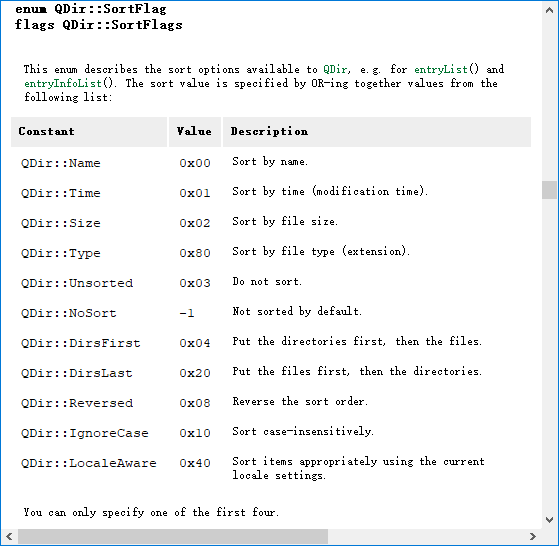 enum QDir::SortFlag
flags QDir::SortFlags
This enum describes the sort options available to QDir, e.g. for entryList() and
entryInfoList(). The sort value is specified by OR-ing together values from the
following list:
Constant Value Description
QDir::Name 0x00 Sort by name.
QDir::Time 0x01 Sort by time (modification time).
QDir::Size 0x02 Sort by file size.
QDir::Type 0x80 Sort by file type (extension).
QDir::Unsorted 0x03 Do not sort.
QDir::NoSort -1 Not sorted by default.
QDir::DirsFirst 0x04 Put the directories first, then the files.
QDir::DirsLast 0x20 Put the files first, then the directories.
QDir::Reversed 0x08 Reverse the sort order.
QDir::IgnoreCase 0x10 Sort case-insensitively.
QDir::LocaleAware 0x40 Sort items appropriately using the current
locale settings.
You can only specify one of the first four.